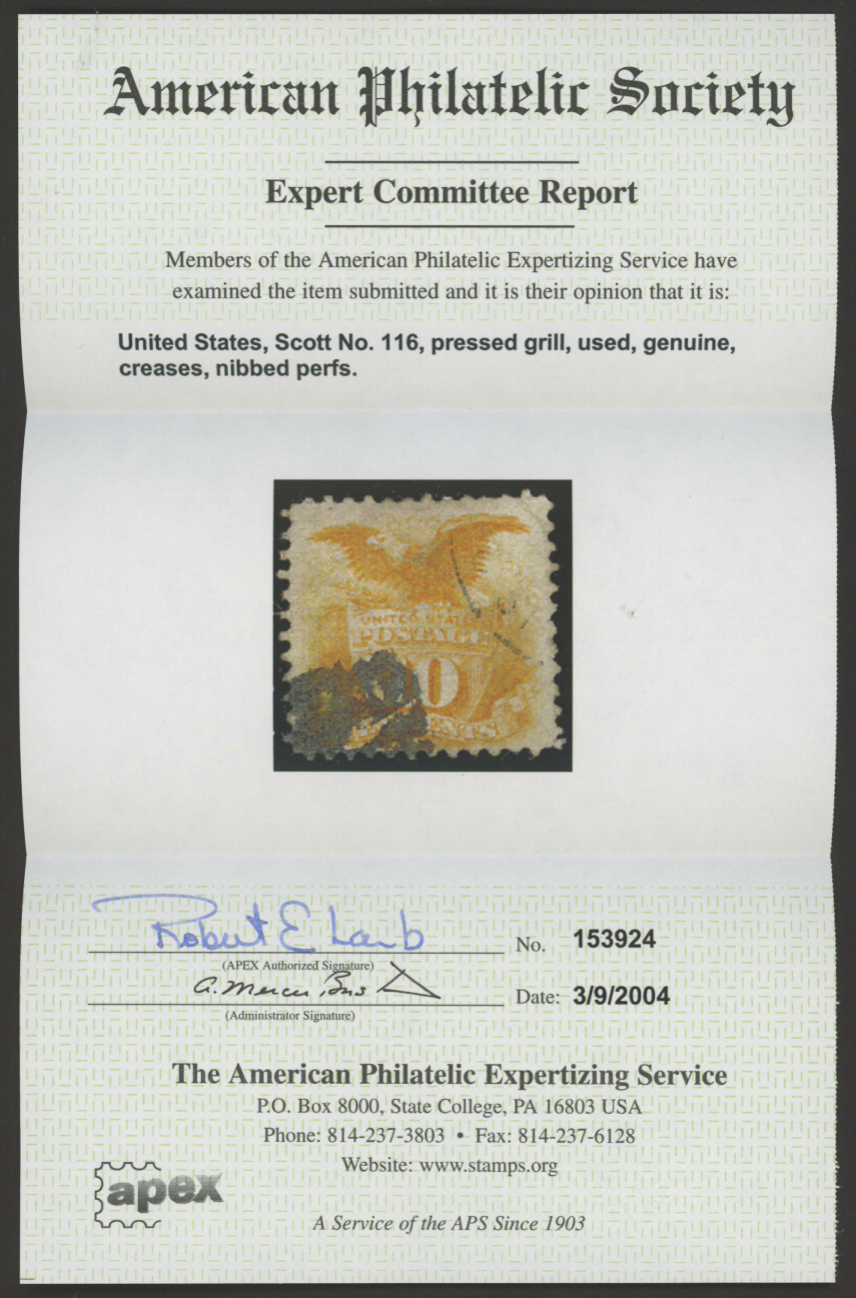 American Philatelic Society
Expert Committee Report
Members of the American Philatelic Expertizing Service have
examined the item submitted and it is their opinion that it is:
United States, Scott No. 116, pressed grill, used, genuine,
creases, nibbed perfs.
UNITED STATES
POSTAGE
10
CENTS
Robert E Lamb
No. 153924
(APEX Authorized Signature)
Date: 3/9/2004
(Administrator Signature)
The American Philatelic Expertizing Service
P.O. Box 8000, State College, PA 16803 USA
Phone: 814-237-3803 • Fax: 814-237-6128
Website: www.stamps.org
apex
A Service of the APS Since 1903